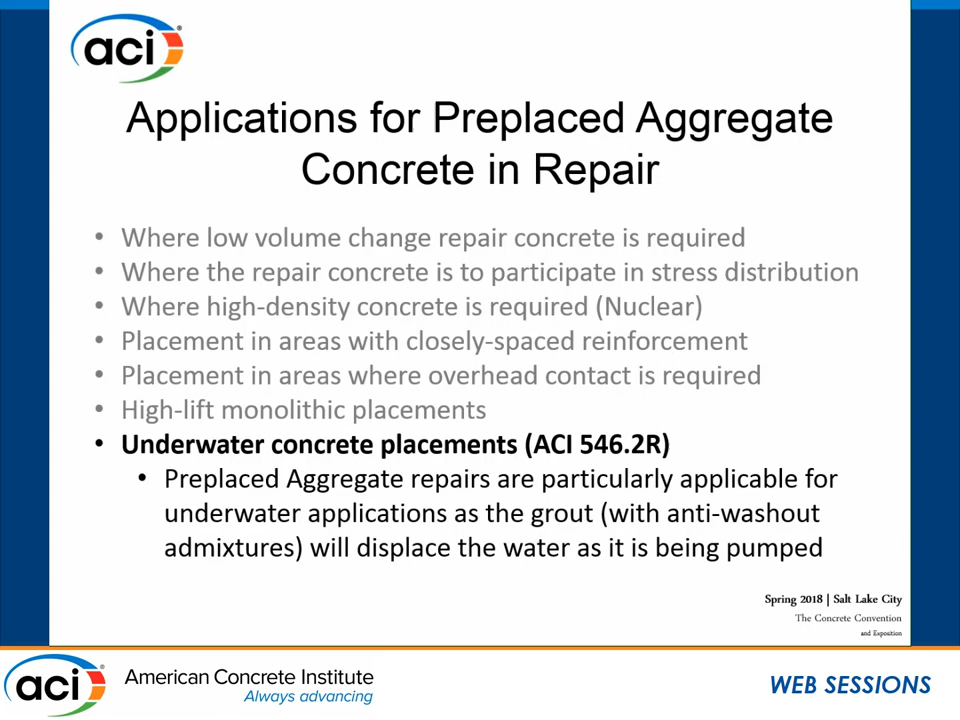 aci
Applications for Preplaced Aggregate
Concrete in Repair
• Where low volume change repair concrete is required
• Where the repair concrete is to participate in stress distribution
• Where high-density concrete is required (Nuclear)
• Placement in areas with closely-spaced reinforcement
• Placement in areas where overhead contact is required
• High-lift monolithic placements
• Underwater concrete placements (ACI 546.2R)
• Preplaced Aggregate repairs are particularly applicable for
underwater applications as the grout (with anti-washout
admixtures) will displace the water as it is being pumped
Spring 2018 | Salt Lake City
The Concrete Convention
and Exposition
aci
American Concrete Institute
Always advancing
WEB SESSIONS